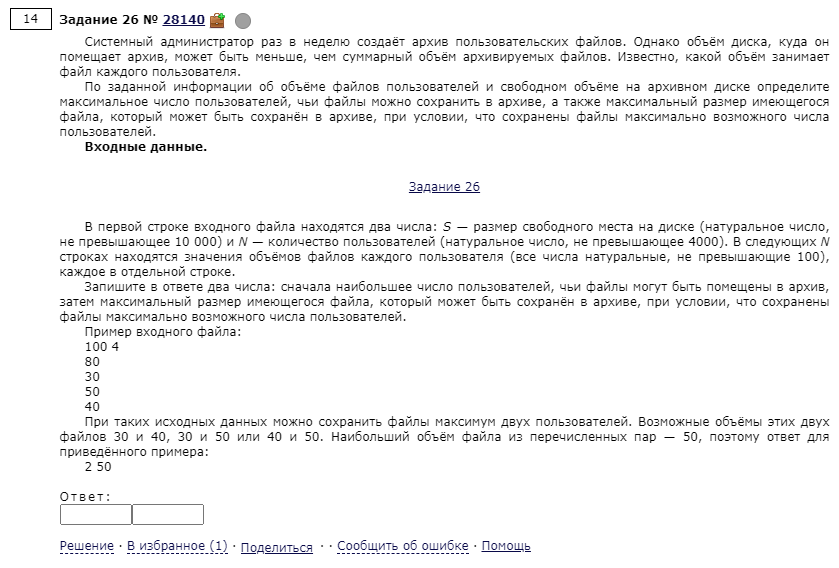 14
Задание 26 № 28140
Системный администратор раз в неделю создаёт архив пользовательских файлов. Однако объём диска, куда он
помещает архив, может быть меньше, чем суммарный объём архивируемых файлов. Известно, какой объём занимает
файл каждого пользователя.
По заданной информации об объёме файлов пользователей и свободном объёме на архивном диске определите
максимальное число пользователей, чьи файлы можно сохранить в архиве, а также максимальный размер имеющегося
файла, который может быть сохранён в архиве, при условии, что сохранены файлы максимально возможного числа
пользователей.
Входные данные.
Задание 26
В первой строке входного файла находятся два числа: S — размер свободного места на диске (натуральное число,
не превышающее 10 000) и N — количество пользователей (натуральное число, не превышающее 4000). В следующих N
строках находятся значения объёмов файлов каждого пользователя (все числа натуральные, не превышающие 100),
каждое в отдельной строке.
Запишите в ответе два числа: сначала наибольшее число пользователей, чьи файлы могут быть помещены в архив,
затем максимальный размер имеющегося файла, который может быть сохранён в архиве, при условии, что сохранены
файлы максимально возможного числа пользователей.
Пример входного файла:
100 4
80
30
50
40
При таких исходных данных можно сохранить файлы максимум двух пользователей. Возможные объёмы этих двух
файлов 30 и 40, 30 и 50 или 40 и 50. Наибольший объём файла из перечисленных пар — 50, поэтому ответ для
приведённого примера:
2 50
Ответ:
Решение · В избранное (1) · Поделиться · · Сообщить об ошибке · Помощь